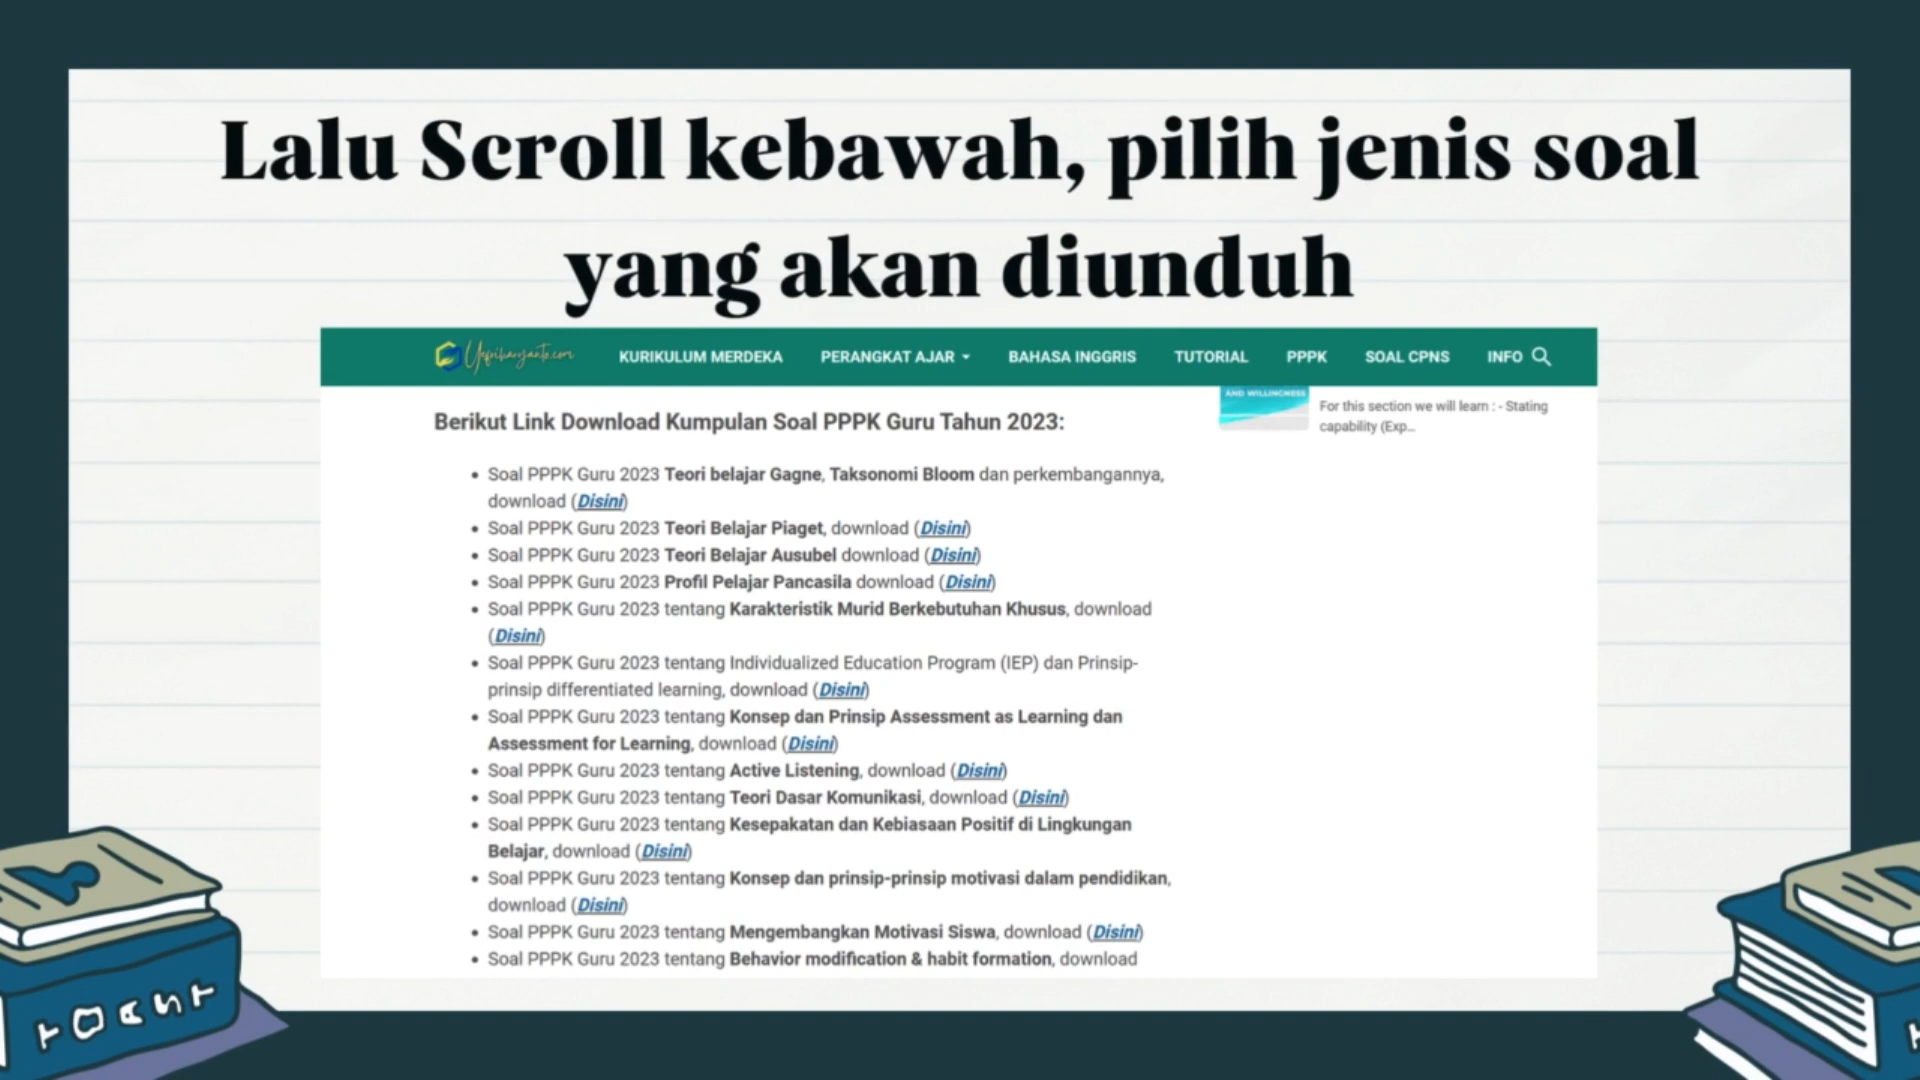 Lalu Scroll kebawah, pilih jenis soal
yang akan diunduh
KURIKULUM MERDEKA PERANGKAT AJAR BAHASA INGGRIS TUTORIAL PPPK SOAL CPNS INFO
Berikut Link Download Kumpulan Soal PPPK Guru Tahun 2023:
AND WILLINGNESS
For this section we will learn : - Stating
capability (Exp...
• Soal PPPK Guru 2023 Teori belajar Gagne, Taksonomi Bloom dan perkembangannya,
download (Disini)
• Soal PPPK Guru 2023 Teori Belajar Piaget, download (Disini)
• Soal PPPK Guru 2023 Teori Belajar Ausubel download (Disini)
• Soal PPPK Guru 2023 Profil Pelajar Pancasila download (Disini)
• Soal PPPK Guru 2023 tentang Karakteristik Murid Berkebutuhan Khusus, download
(Disini)
• Soal PPPK Guru 2023 tentang Individualized Education Program (IEP) dan Prinsip-
prinsip differentiated learning, download (Disini)
• Soal PPPK Guru 2023 tentang Konsep dan Prinsip Assessment as Learning dan
Assessment for Learning, download (Disini)
• Soal PPPK Guru 2023 tentang Active Listening, download (Disini)
• Soal PPPK Guru 2023 tentang Teori Dasar Komunikasi, download (Disini)
• Soal PPPK Guru 2023 tentang Kesepakatan dan Kebiasaan Positif di Lingkungan
Belajar, download (Disini)
• Soal PPPK Guru 2023 tentang Konsep dan prinsip-prinsip motivasi dalam pendidikan,
download (Disini)
• Soal PPPK Guru 2023 tentang Mengembangkan Motivasi Siswa, download (Disini)
• Soal PPPK Guru 2023 tentang Behavior modification & habit formation, download